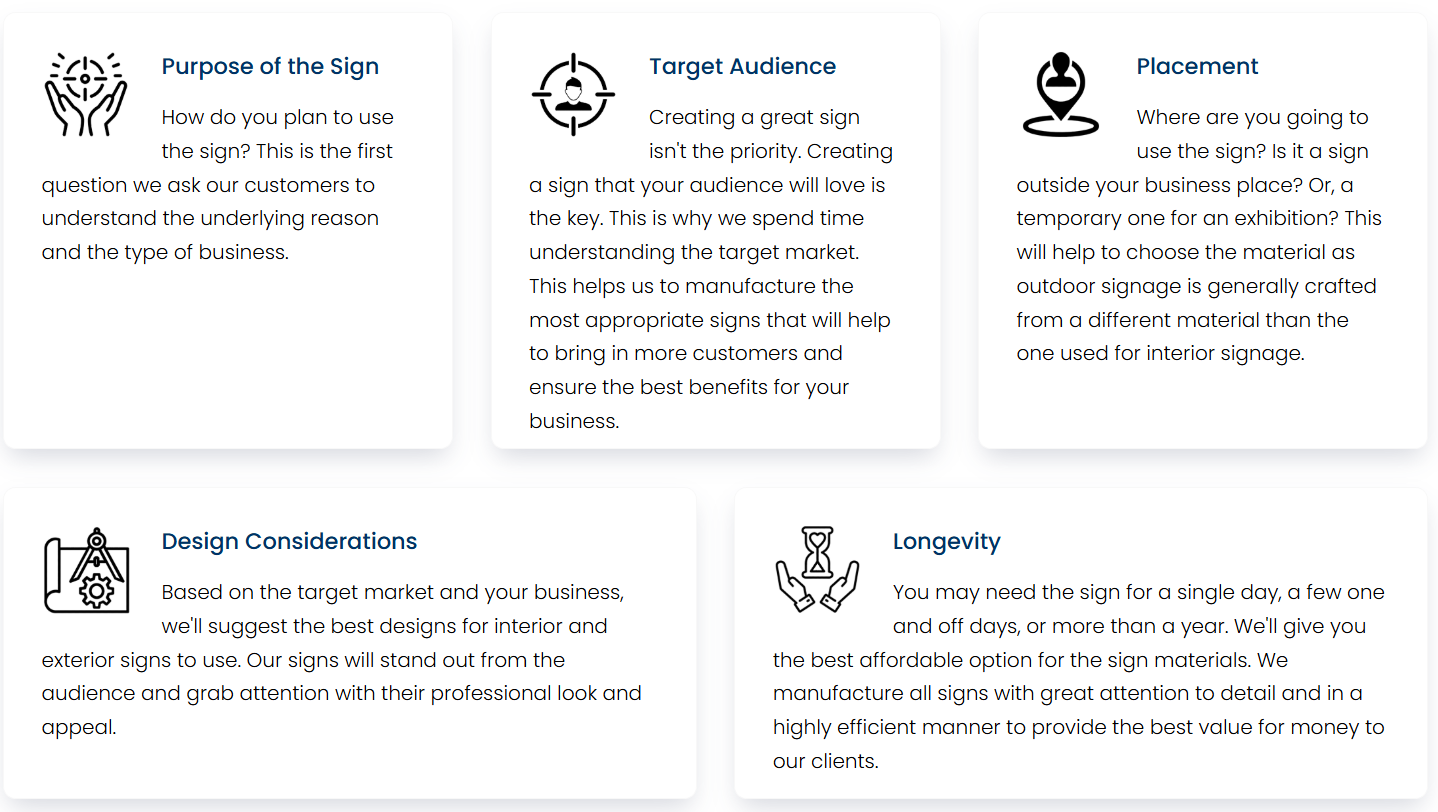 Purpose of the Sign
How do you plan to use
the sign? This is the first
question we ask our customers to
understand the underlying reason
and the type of business.
Target Audience
Creating a great sign
isn't the priority. Creating
a sign that your audience will love is
the key. This is why we spend time
understanding the target market.
This helps us to manufacture the
most appropriate signs that will help
to bring in more customers and
ensure the best benefits for your
business.
Placement
Where are you going to
use the sign? Is it a sign
outside your business place? Or, a
temporary one for an exhibition? This
will help to choose the material as
outdoor signage is generally crafted
from a different material than the
one used for interior signage.
Design Considerations
Based on the target market and your business,
we'll suggest the best designs for interior and
exterior signs to use. Our signs will stand out from the
audience and grab attention with their professional look and
appeal.
Longevity
You may need the sign for a single day, a few one
and off days, or more than a year. We'll give you
the best affordable option for the sign materials. We
manufacture all signs with great attention to detail and in a
highly efficient manner to provide the best value for money to
our clients.